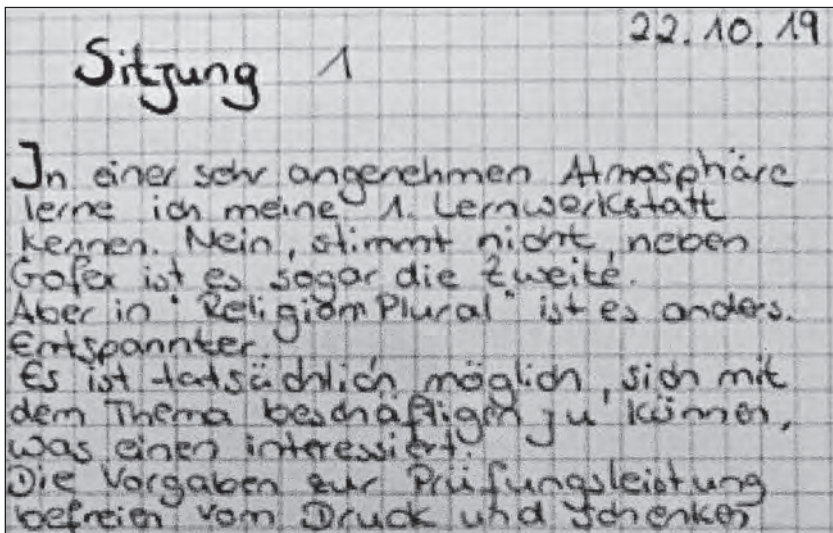 22.10.19
Sitzung 1
In einer sehr angenehmen Atmosphäre
lerne ich meine 1. Lernwerkstatt
kennen. Nein, stimmt nicht, neben
Gofex ist es sogar die zweite.
Aber in "Religiom Plural" ist es anders.
Entspannter.
Es ist tatsächlich möglich, sich mit
dem Thema beschäftigen zu können,
was einen interessiert.
Die Vorgaben zur Prüfungsleistung
befreien vom Druck und schenken